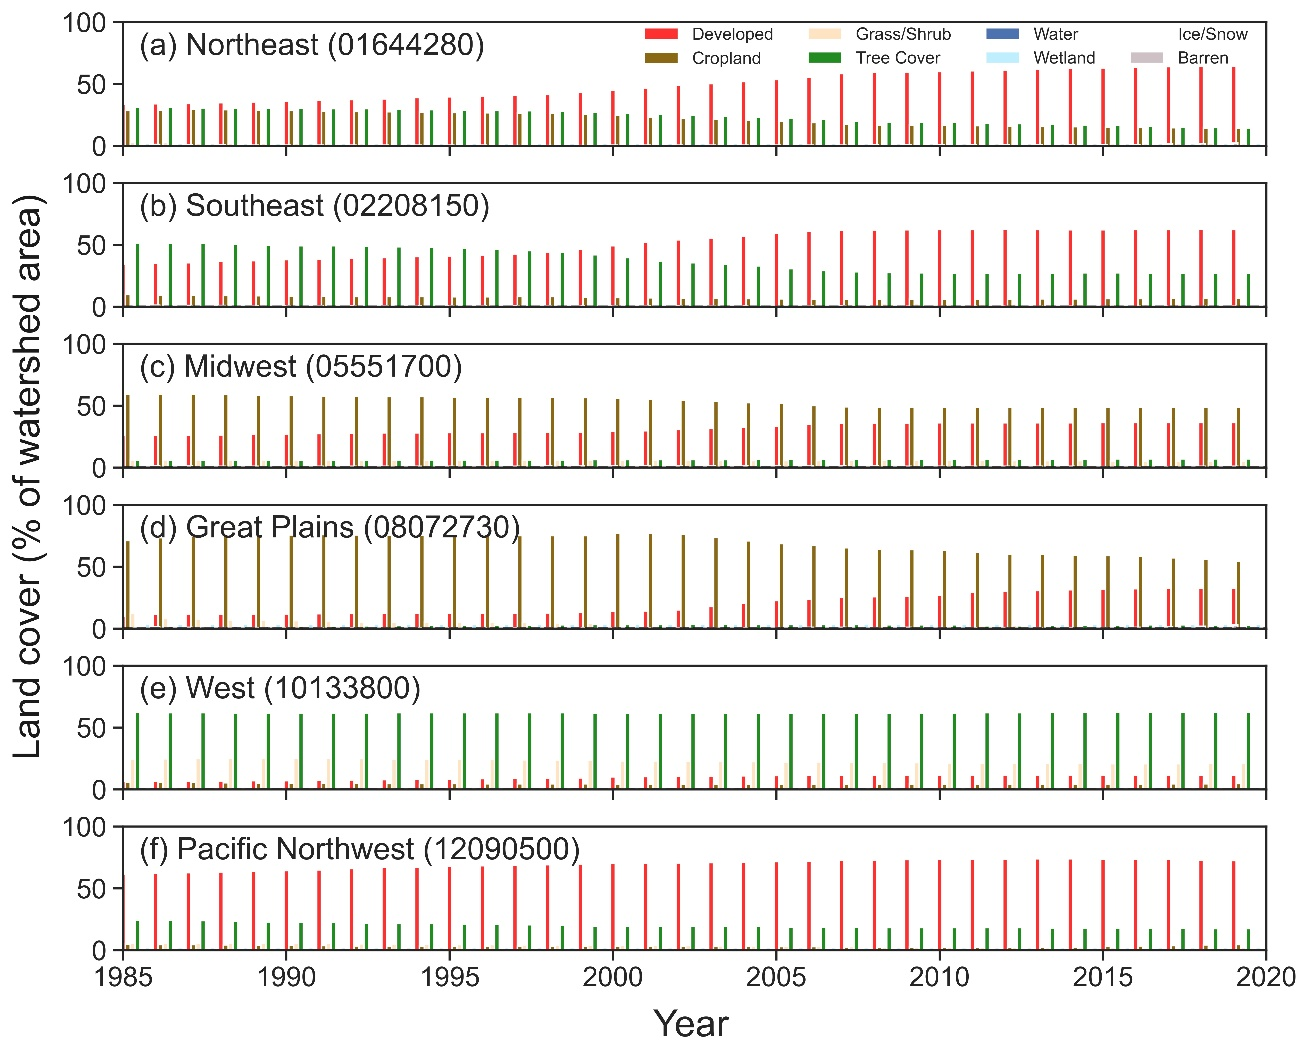 100
(a) Northeast (01644280)
Developed Grass/Shrub Water Ice/Snow
Cropland Tree Cover Wetland Barren
50
0
100
(b) Southeast (02208150)
50
0
100
(c) Midwest (05551700)
50
0
100
(d) Great Plains (08072730)
50
0
100
(e) West (10133800)
50
0
100
(f) Pacific Northwest (12090500)
50
0
1985 1990 1995 2000 2005 2010 2015 2020
Year
Land cover (% of watershed area)